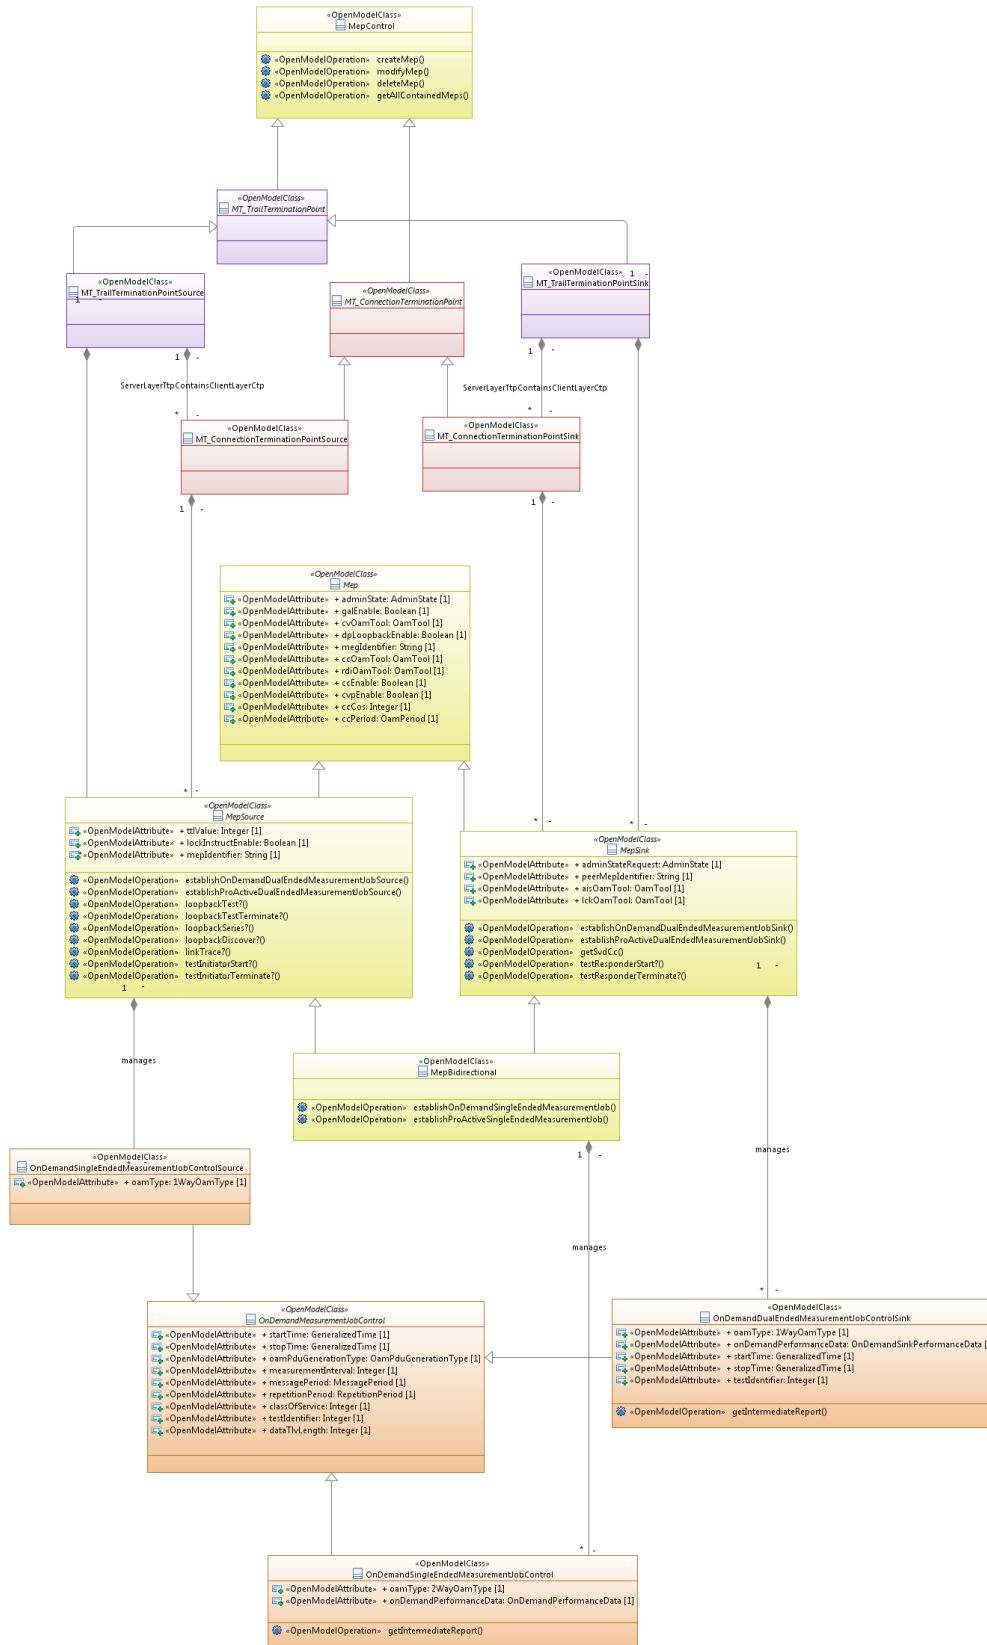 «OpenModelClass»
MepControl
«OpenModelOperation» createMep()
«OpenModelOperation» modifyMep()
«OpenModelOperation» deleteMep()
«OpenModelOperation» getAllContainedMeps()
«OpenModelClass»
MT_TrailTerminationPoint
«OpenModelClass»
MT_TrailTerminationPointSource
1 -
«OpenModelClass»
MT_ConnectionTerminationPoint
«OpenModelClass» 1 -
MT_TrailTerminationPointSink
1 -
1 -
ServerLayerTtpContainsClientLayerCtp
ServerLayerTtpContainsClientLayerCtp
* -
* -
«OpenModelClass»
MT_ConnectionTerminationPointSource
«OpenModelClass»
MT_ConnectionTerminationPointSink
1 -
1 -
«OpenModelClass»
Mep
«OpenModelAttribute» + adminState: AdminState [1]
«OpenModelAttribute» + galEnable: Boolean [1]
«OpenModelAttribute» + cvOamTool: OamTool [1]
«OpenModelAttribute» + dpLoopbackEnable: Boolean [1]
«OpenModelAttribute» + megIdentifier: String [1]
«OpenModelAttribute» + ccOamTool: OamTool [1]
«OpenModelAttribute» + rdiOamTool: OamTool [1]
«OpenModelAttribute» + ccEnable: Boolean [1]
«OpenModelAttribute» + cvpEnable: Boolean [1]
«OpenModelAttribute» + ccCos: Integer [1]
«OpenModelAttribute» + ccPeriod: OamPeriod [1]
* -
* -
* -
«OpenModelClass»
MepSource
«OpenModelAttribute» + ttlValue: Integer [1]
«OpenModelAttribute» + lockInstructEnable: Boolean [1]
«OpenModelAttribute» + mepIdentifier: String [1]
«OpenModelOperation» establishOnDemandDualEndedMeasurementJobSource()
«OpenModelOperation» establishProActiveDualEndedMeasurementJobSource()
«OpenModelOperation» loopbackTest?()
«OpenModelOperation» loopbackTestTerminate?()
«OpenModelOperation» loopbackSeries?()
«OpenModelOperation» loopbackDiscover?()
«OpenModelOperation» linkTrace?()
«OpenModelOperation» testInitiatorStart?()
«OpenModelOperation» testInitiatorTerminate?()
1 -
«OpenModelClass»
MepSink
«OpenModelAttribute» + adminStateRequest: AdminState [1]
«OpenModelAttribute» + peerMepIdentifier: String [1]
«OpenModelAttribute» + aisOamTool: OamTool [1]
«OpenModelAttribute» + lckOamTool: OamTool [1]
«OpenModelOperation» establishOnDemandDualEndedMeasurementJobSink()
«OpenModelOperation» establishProActiveDualEndedMeasurementJobSink()
«OpenModelOperation» getSvdCc()
«OpenModelOperation» testResponderStart?() 1 -
«OpenModelOperation» testResponderTerminate?()
manages
«OpenModelClass»
MepBidirectional
«OpenModelOperation» establishOnDemandSingleEndedMeasurementJob()
«OpenModelOperation» establishProActiveSingleEndedMeasurementJob()
1 -
manages
«OpenModelClass»
* -
OnDemandSingleEndedMeasurementJobControlSource
«OpenModelAttribute» + oamType: 1WayOamType [1]
manages
* -
«OpenModelClass»
OnDemandMeasurementJobControl
«OpenModelAttribute» + startTime: GeneralizedTime [1]
«OpenModelAttribute» + stopTime: GeneralizedTime [1]
«OpenModelAttribute» + oamPduGenerationType: OamPduGenerationType [1]
«OpenModelAttribute» + measurementInterval: Integer [1]
«OpenModelAttribute» + messagePeriod: MessagePeriod [1]
«OpenModelAttribute» + repetitionPeriod: RepetitionPeriod [1]
«OpenModelAttribute» + classOfService: Integer [1]
«OpenModelAttribute» + testIdentifier: Integer [1]
«OpenModelAttribute» + dataTlvLength: Integer [1]
«OpenModelClass»
OnDemandDualEndedMeasurementJobControlSink
«OpenModelAttribute» + oamType: 1WayOamType [1]
«OpenModelAttribute» + onDemandPerformanceData: OnDemandSinkPerformanceData [
«OpenModelAttribute» + startTime: GeneralizedTime [1]
«OpenModelAttribute» + stopTime: GeneralizedTime [1]
«OpenModelAttribute» + testIdentifier: Integer [1]
«OpenModelOperation» getIntermediateReport()
* -
«OpenModelClass»
OnDemandSingleEndedMeasurementJobControl
«OpenModelAttribute» + oamType: 2WayOamType [1]
«OpenModelAttribute» + onDemandPerformanceData: OnDemandPerformanceData [1]
«OpenModelOperation» getIntermediateReport()